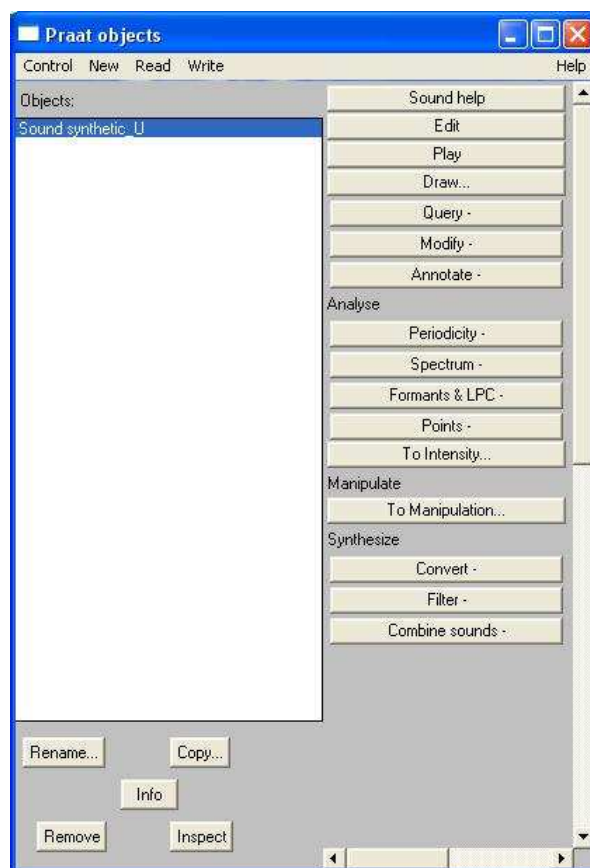 Praat objects
Control New Read Write Help
Objects:
Sound synthetic_U
Sound help
Edit
Play
Draw...
Query -
Modify -
Annotate -
Analyse
Periodicity -
Spectrum -
Formants & LPC -
Points -
To Intensity...
Manipulate
To Manipulation...
Synthesize
Convert -
Filter -
Combine sounds -
Rename... Copy...
Info
Remove Inspect